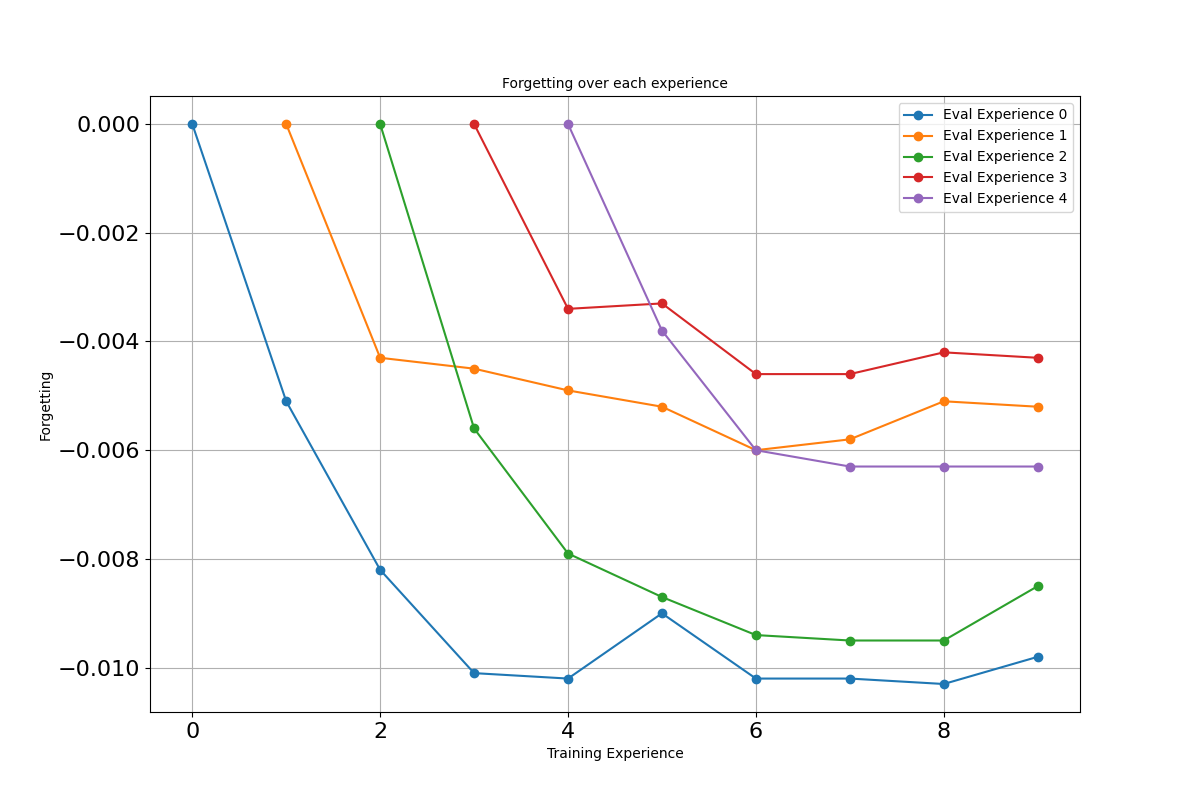 Forgetting over each experience
Eval Experience 0
Eval Experience 1
Eval Experience 2
Eval Experience 3
Eval Experience 4
0.000
−0.002
−0.004
−0.006
−0.008
−0.010
Forgetting
0 2 4 6 8
Training Experience